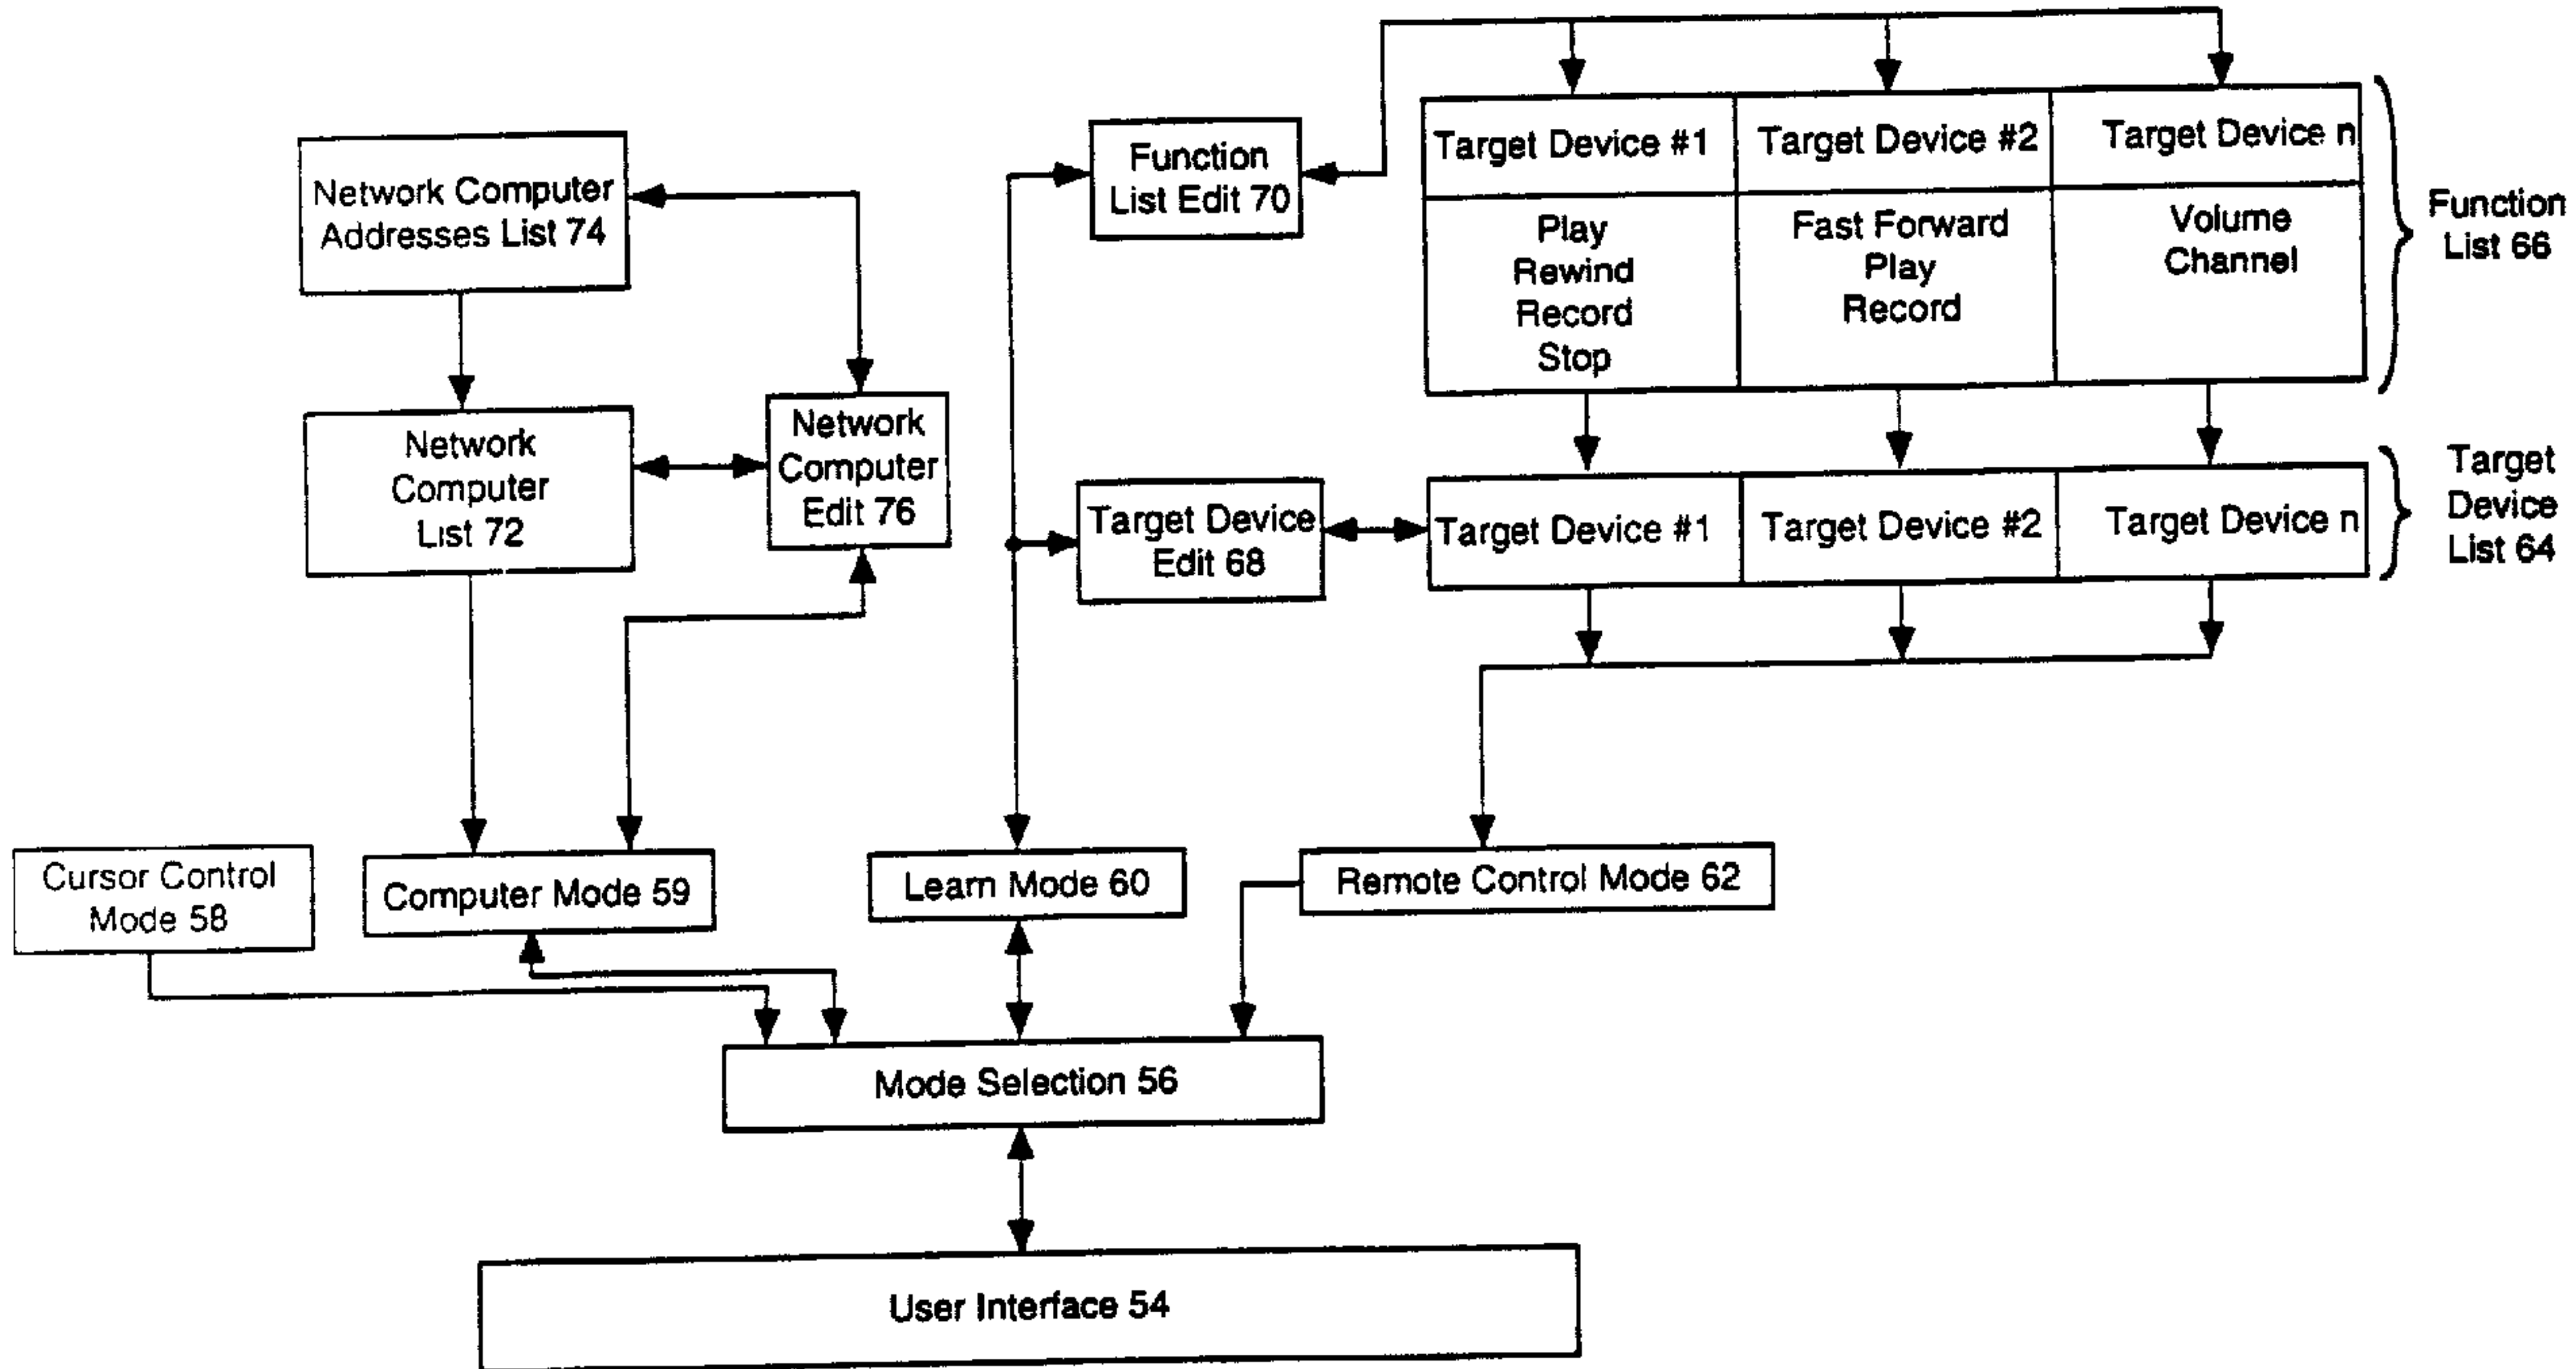 Network Computer
Addresses List 74
Function
List Edit 70
Target Device #1
Target Device #2
Target Device n
Play
Rewind
Record
Stop
Fast Forward
Play
Record
Volume
Channel
Function
List 66
Network
Computer
List 72
Network
Computer
Edit 76
Target Device
Edit 68
Target Device #1
Target Device #2
Target Device n
Target
Device
List 64
Cursor Control
Mode 58
Computer Mode 59
Learn Mode 60
Remote Control Mode 62
Mode Selection 56
User Interface 54